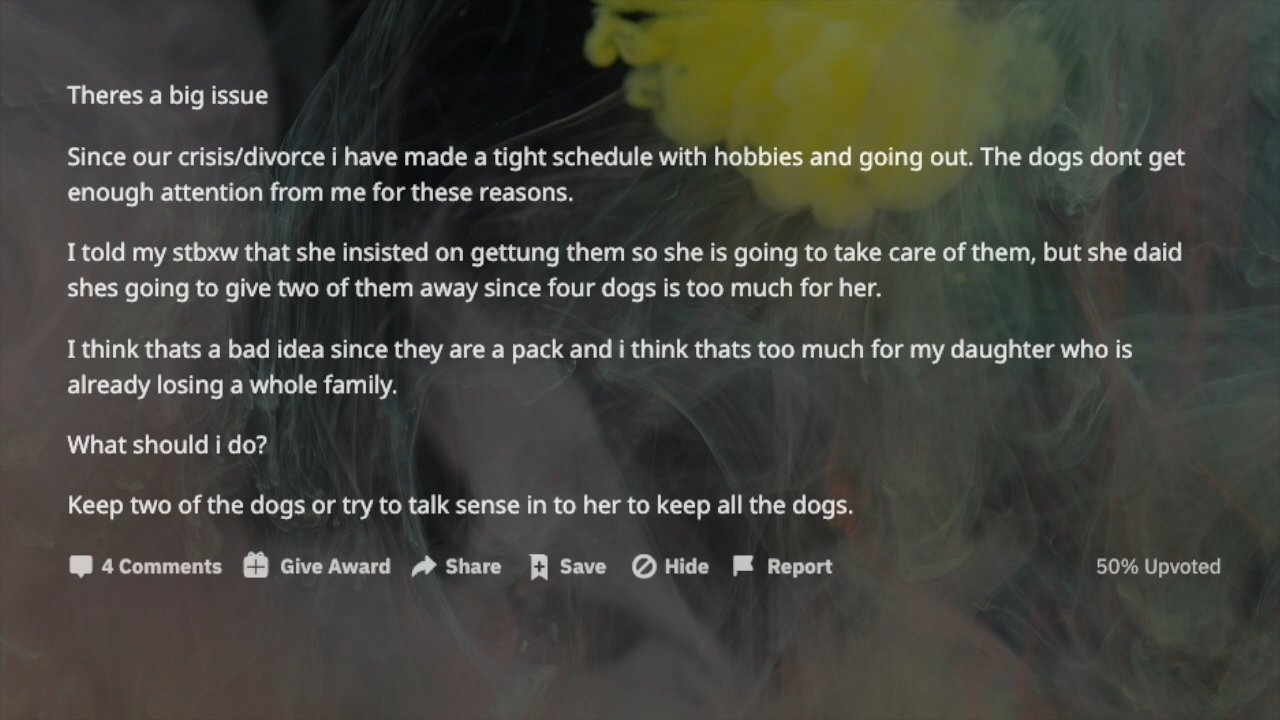 Theres a big issue
Since our crisis/divorce i have made a tight schedule with hobbies and going out. The dogs dont get
enough attention from me for these reasons.
I told my stbxw that she insisted on gettung them so she is going to take care of them, but she daid
shes going to give two of them away since four dogs is too much for her.
I think thats a bad idea since they are a pack and i think thats too much for my daughter who is
already losing a whole family.
What should i do?
Keep two of the dogs or try to talk sense in to her to keep all the dogs.
4 Comments Give Award Share Save Hide Report 50% Upvoted